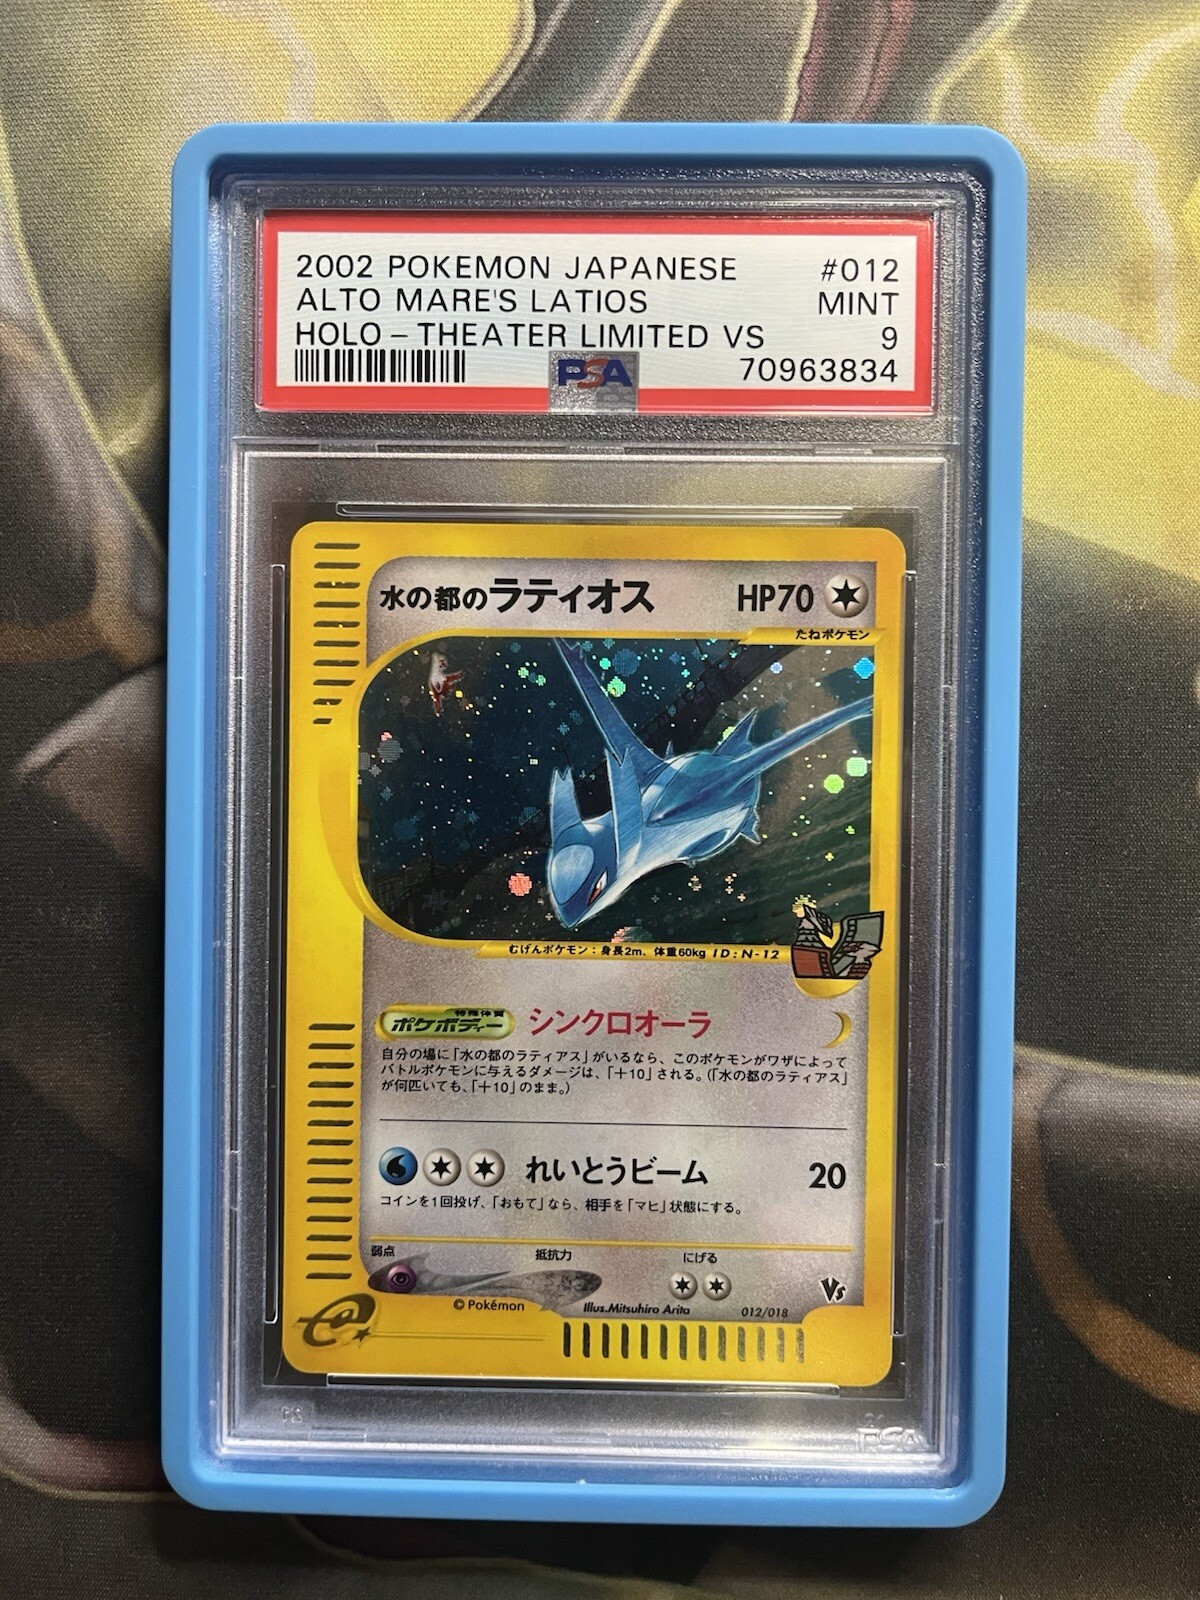 2002 POKEMON JAPANESE #012
ALTO MARE'S LATIOS MINT
HOLO-THEATER LIMITED VS 9
PSA 70963834
水の都のラティオス HP70
たねポケモン
むげんポケモン：身長2m、体重60kg ID:N-12
特殊体質
ポケボディー シンクロオーラ
自分の場に「水の都のラティアス」がいるなら、このポケモンがワザによって
バトルポケモンに与えるダメージは、「＋10」される。（「水の都のラティアス」
が何匹いても、「＋10」のまま。）
れいとうビーム 20
コインを1回投げ、「おもて」なら、相手を「マヒ」状態にする。
弱点 抵抗力 にげる
©Pokémon Illus.Mitsuhiro Arita 012/018 VS
e
PSA